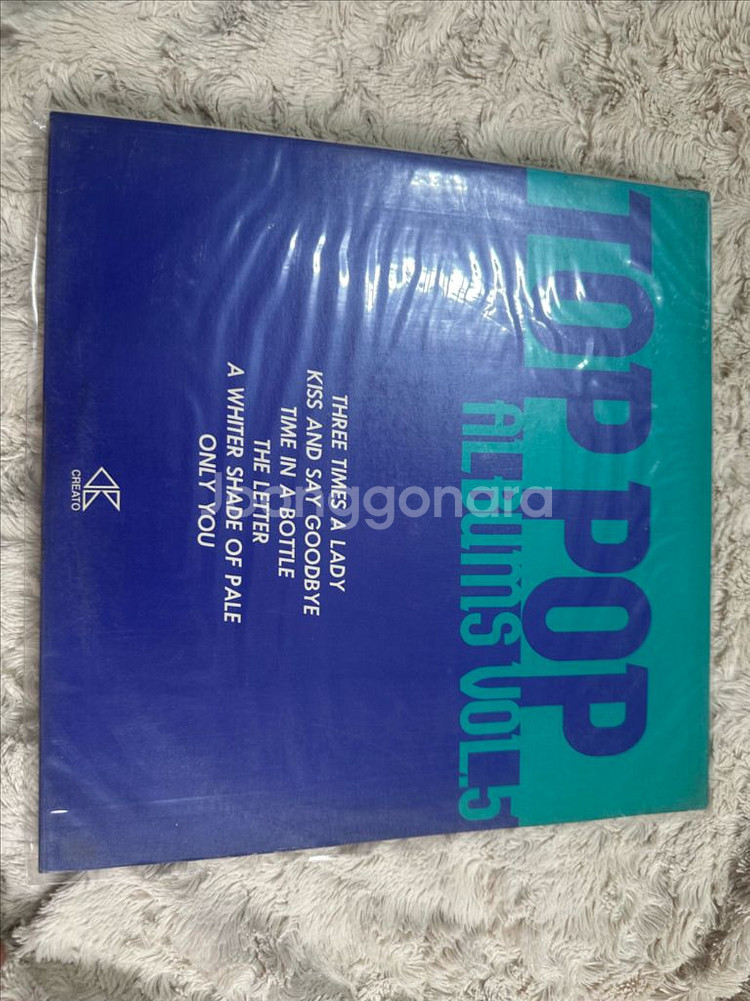 TOP POP
ALBUMS VOL.5
THREE TIMES A LADY
KISS AND SAY GOODBYE
TIME IN A BOTTLE
THE LETTER
A WHITER SHADE OF PALE
ONLY YOU
CREATO
Joonggonara